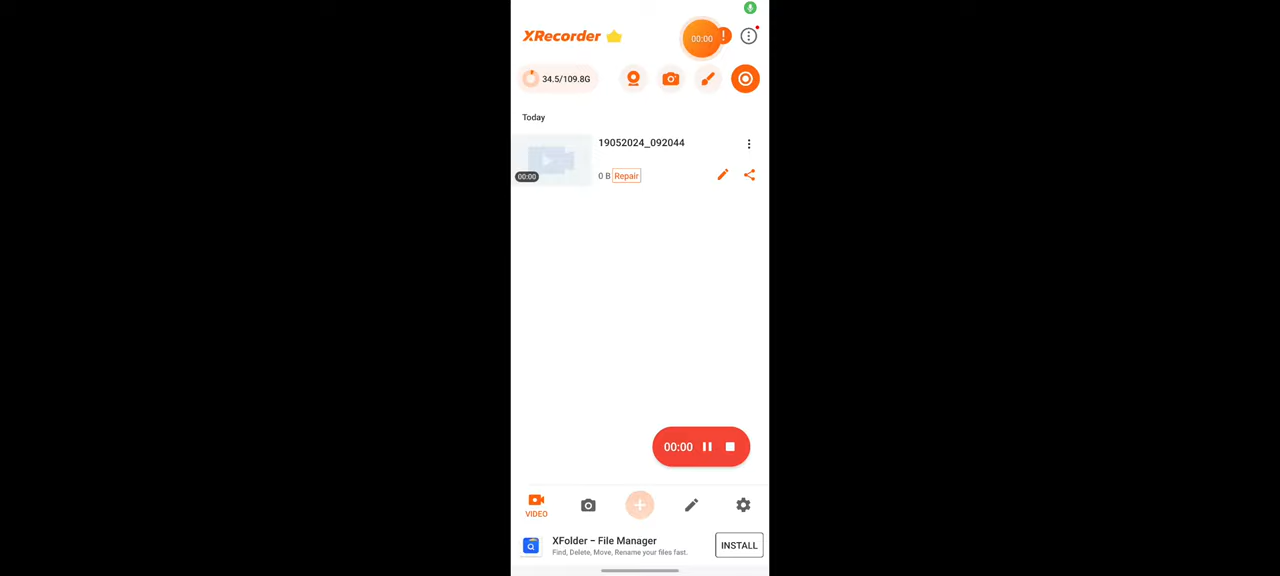 XRecorder
00:00
!
34.5/109.8G
Today
19052024_092044
00:00
0 B Repair
00:00
VIDEO
XFolder - File Manager
Find, Delete, Move, Rename your files fast.
INSTALL